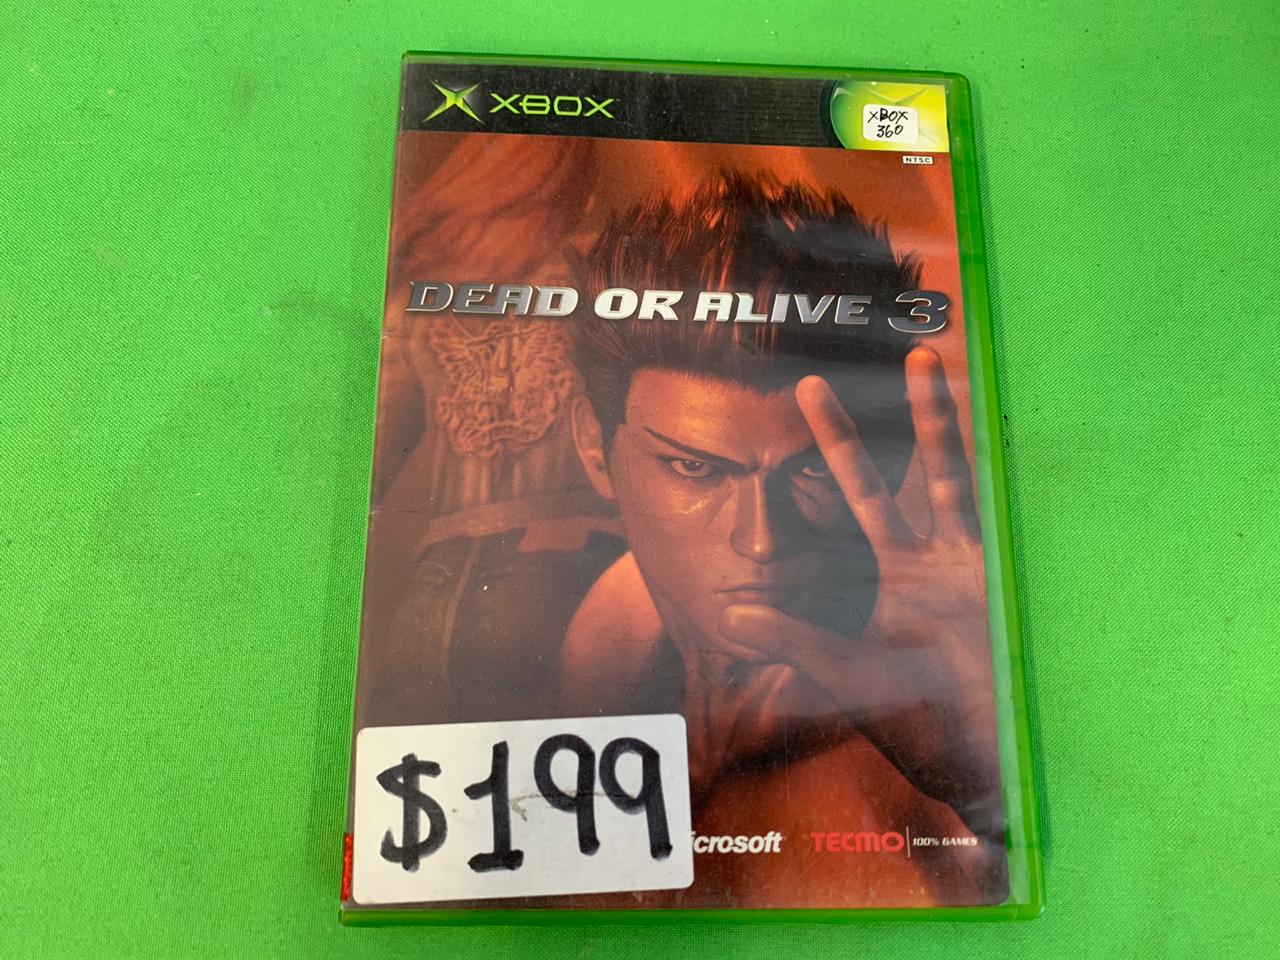 XBOX
XBOX
360
NTSC
DEAD OR ALIVE 3
$199
icrosoft
TECMO
100% GAMES